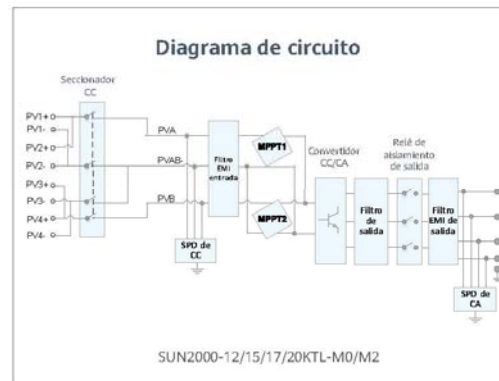 Diagrama de circuito
Seccionador
CC
PV1+
PV1-
PV2+
PV2-
PV3+
PV3-
PV4+
PV4-
PVA
PVAB-
PVB
Filtro
EMI
entrada
SPD de
CC
MPPT1
MPPT2
Convertidor
CC/CA
Filtro
de
salida
Relé de
aislamiento
de salida
Filtro
EMI de
salida
SPD de
CA
SUN2000-12/15/17/20KTL-M0/M2